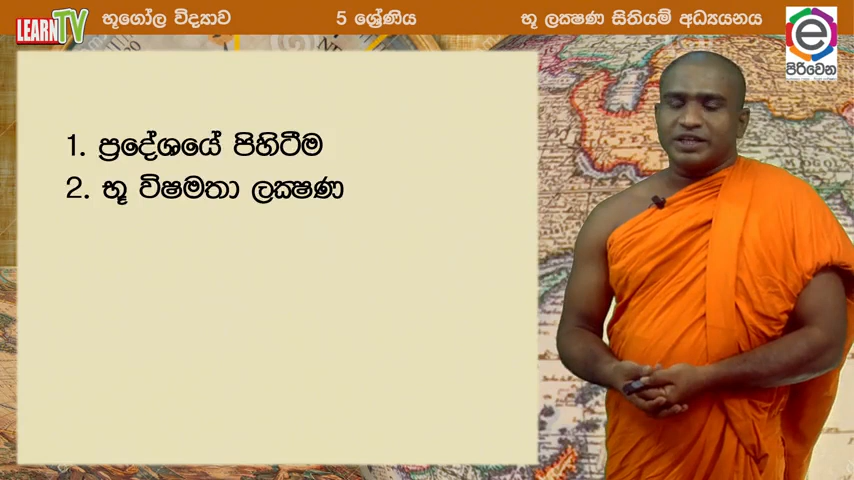 LEARN TV
භූගෝල විද්‍යාව
5 ශ්‍රේණිය
භූ ලක්ෂණ සිතියම් අධ්‍යයනය
e
පිරිවෙන
1. ප්‍රදේශයේ පිහිටීම
2. භූ විෂමතා ලක්ෂණ